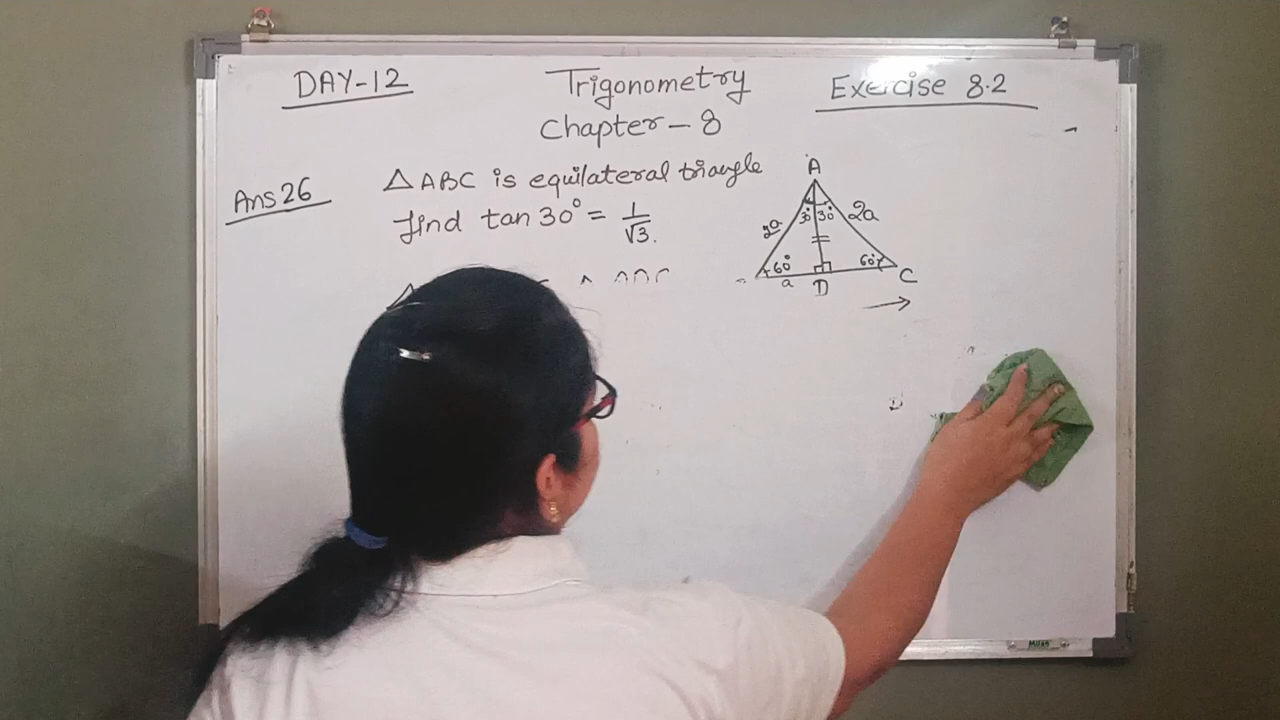 DAY-12
Trigonometry
Chapter - 8
Exercise 8.2
Ans 26
△ABC is equilateral triangle
find tan 30° = 1/√3.
A
30° 30°
2a 2a
60° 60°
a D C
Milan